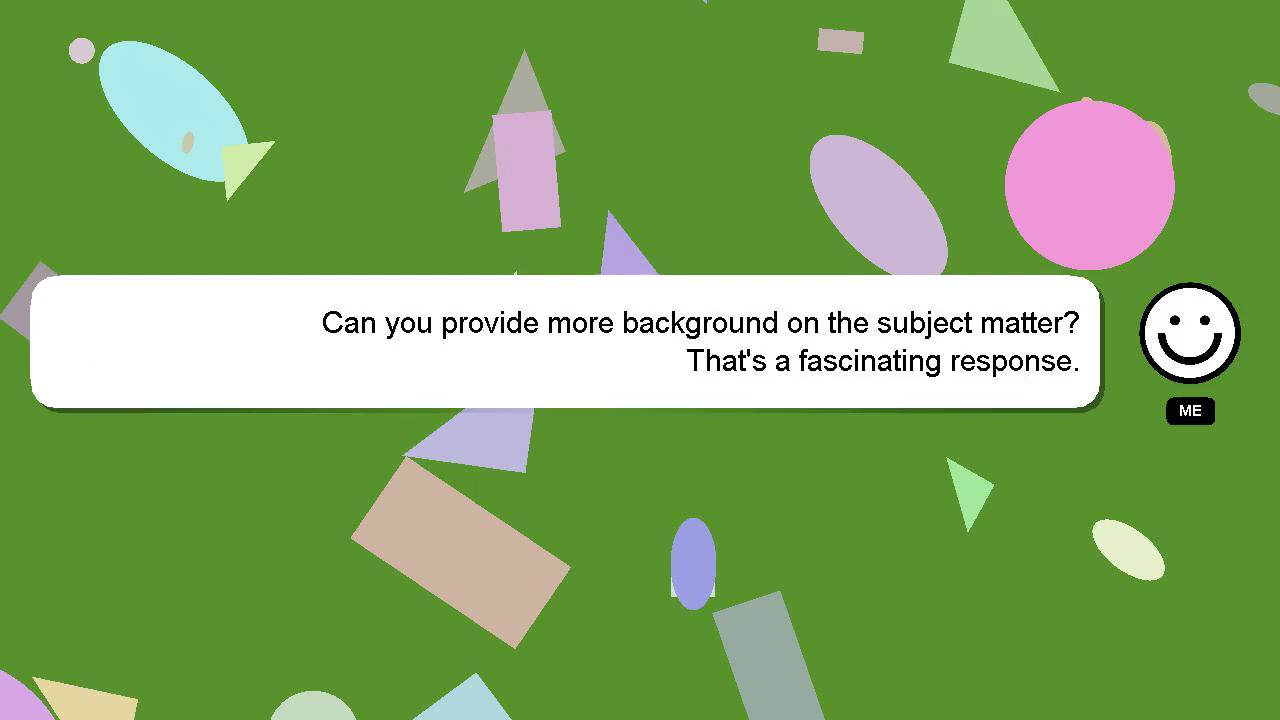 Can you provide more background on the subject matter?
That's a fascinating response.
ME